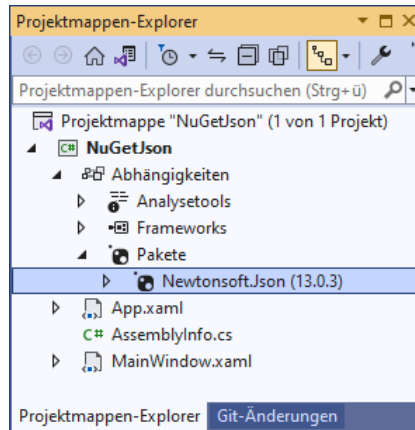 Projektmappen-Explorer
Projektmappen-Explorer durchsuchen (Strg+ü)
Projektmappe "NuGetJson" (1 von 1 Projekt)
C# NuGetJson
Abhängigkeiten
Analysetools
Frameworks
Pakete
Newtonsoft.Json (13.0.3)
App.xaml
C# AssemblyInfo.cs
MainWindow.xaml
Projektmappen-Explorer Git-Änderungen